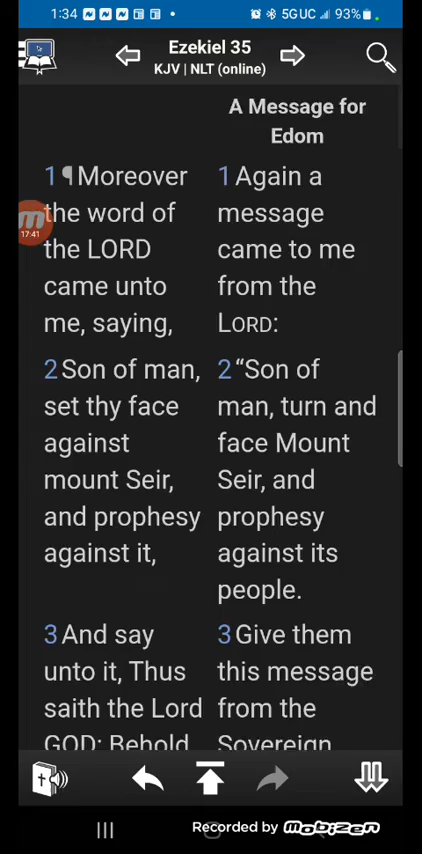 1:34 5GUC 93%
Ezekiel 35
KJV | NLT (online)
A Message for
Edom
1 ¶ Moreover
the word of
the LORD
came unto
me, saying,
1 Again a
message
came to me
from the
LORD:
2 Son of man,
set thy face
against
mount Seir,
and prophesy
against it,
2 “Son of
man, turn and
face Mount
Seir, and
prophesy
against its
people.
3 And say
unto it, Thus
saith the Lord
GOD; Behold
3 Give them
this message
from the
Sovereign
m
17:41
Recorded by mobizen